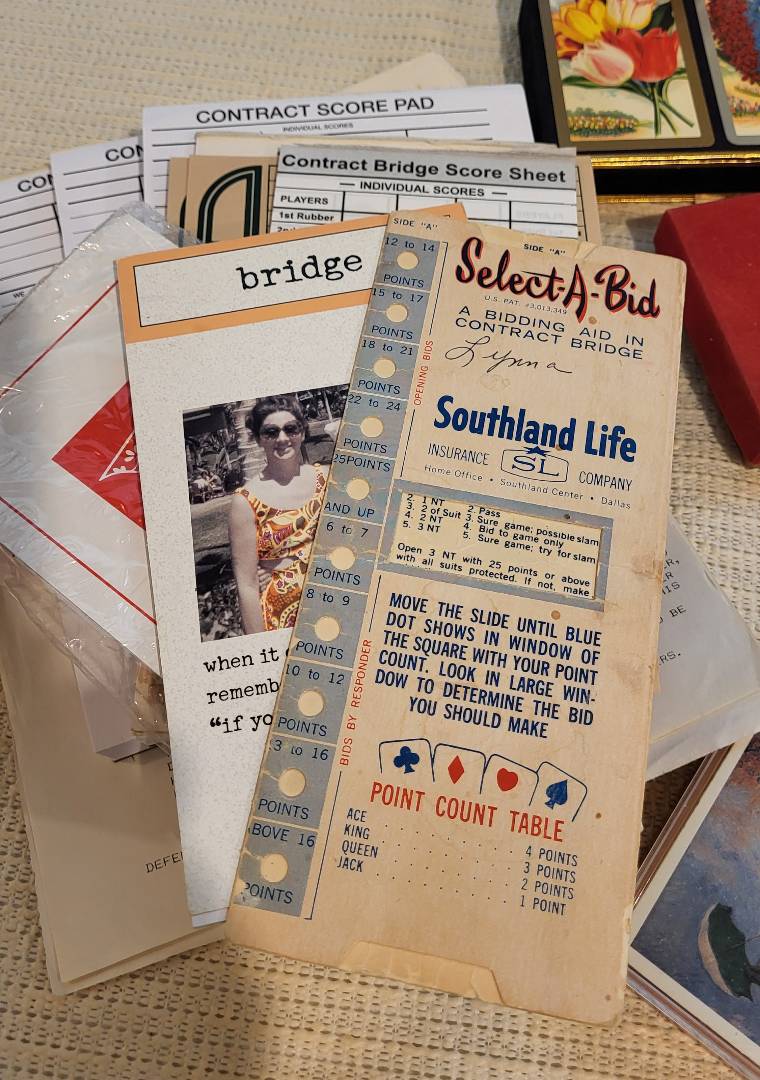 CONTRACT SCORE PAD
INDIVIDUAL SCORES
CON
CON
Contract Bridge Score Sheet
INDIVIDUAL SCORES
PLAYERS
1st Rubber
WE
bridge
when it
rememb
"if yo
DEFE
SIDE "A"
SIDE "A"
12 to 14
POINTS
15 to 17
POINTS
18 to 21
POINTS
22 to 24
POINTS
25POINTS
AND UP
OPENING BIDS
6 to 7
POINTS
8 to 9
POINTS
10 to 12
POINTS
3 to 16
POINTS
BOVE 16
POINTS
BIDS BY RESPONDER
Select-A-Bid
U.S. PAT. #3,013,349
A BIDDING AID IN
CONTRACT BRIDGE
Lynna
Southland Life
INSURANCE SL COMPANY
Home Office • Southland Center • Dallas
2. 1 NT 2. Pass
3. 2 of Suit 3. Sure game; possible slam
4. 2 NT 4. Bid to game only
5. 3 NT 5. Sure game; try for slam
Open 3 NT with 25 points or above
with all suits protected. If not, make
MOVE THE SLIDE UNTIL BLUE
DOT SHOWS IN WINDOW OF
THE SQUARE WITH YOUR POINT
COUNT. LOOK IN LARGE WIN-
DOW TO DETERMINE THE BID
YOU SHOULD MAKE
POINT COUNT TABLE
ACE . . . . 4 POINTS
KING . . . . 3 POINTS
QUEEN . . . . 2 POINTS
JACK . . . . 1 POINT
BE